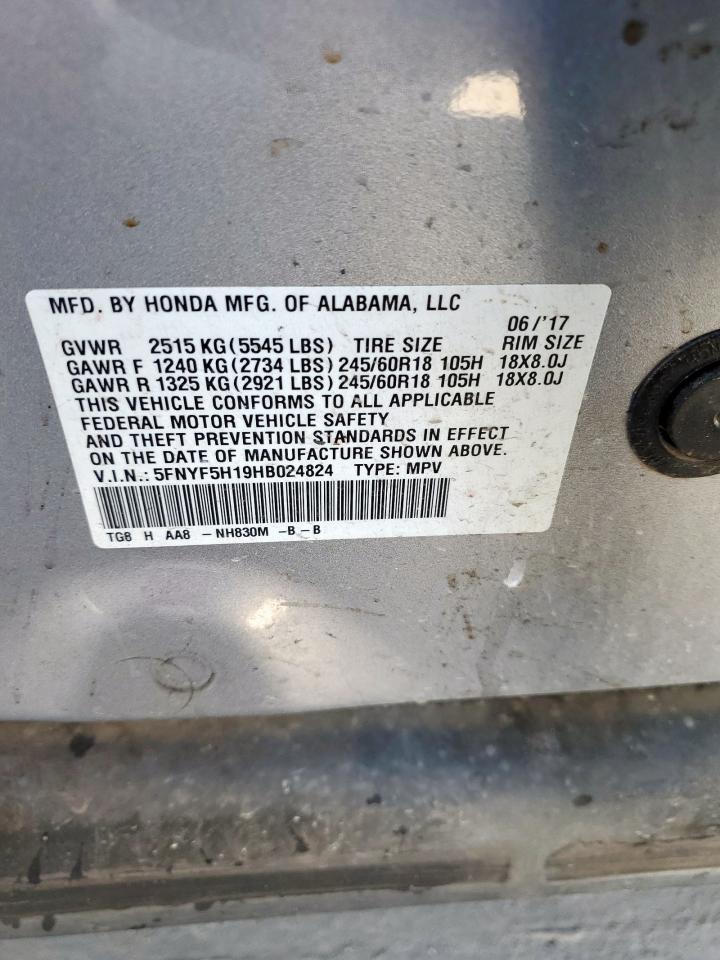 MFD. BY HONDA MFG. OF ALABAMA, LLC
06/'17
GVWR 2515 KG (5545 LBS) TIRE SIZE RIM SIZE
GAWR F 1240 KG (2734 LBS) 245/60R18 105H 18X8.0J
GAWR R 1325 KG (2921 LBS) 245/60R18 105H 18X8.0J
THIS VEHICLE CONFORMS TO ALL APPLICABLE
FEDERAL MOTOR VEHICLE SAFETY
AND THEFT PREVENTION STANDARDS IN EFFECT
ON THE DATE OF MANUFACTURE SHOWN ABOVE.
V.I.N.: 5FNYF5H19HB024824 TYPE: MPV
TG8 H AA8 -NH830M -B-B